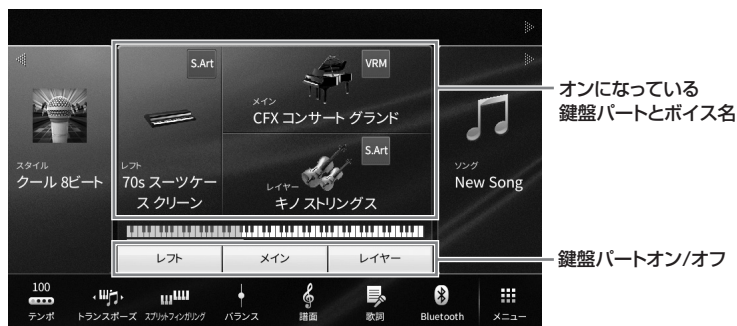 S.Art
VRM
メイン
CFX コンサート グランド
オンになっている
鍵盤パートとボイス名
スタイル
クール 8ビート
レフト
70s スーツケー
ス クリーン
S.Art
レイヤー
キノ ストリングス
ソング
New Song
レフト
メイン
レイヤー
鍵盤パートオン/オフ
100
テンポ
トランスポーズ
スプリットフィンガリング
バランス
譜面
歌詞
Bluetooth
メニュー